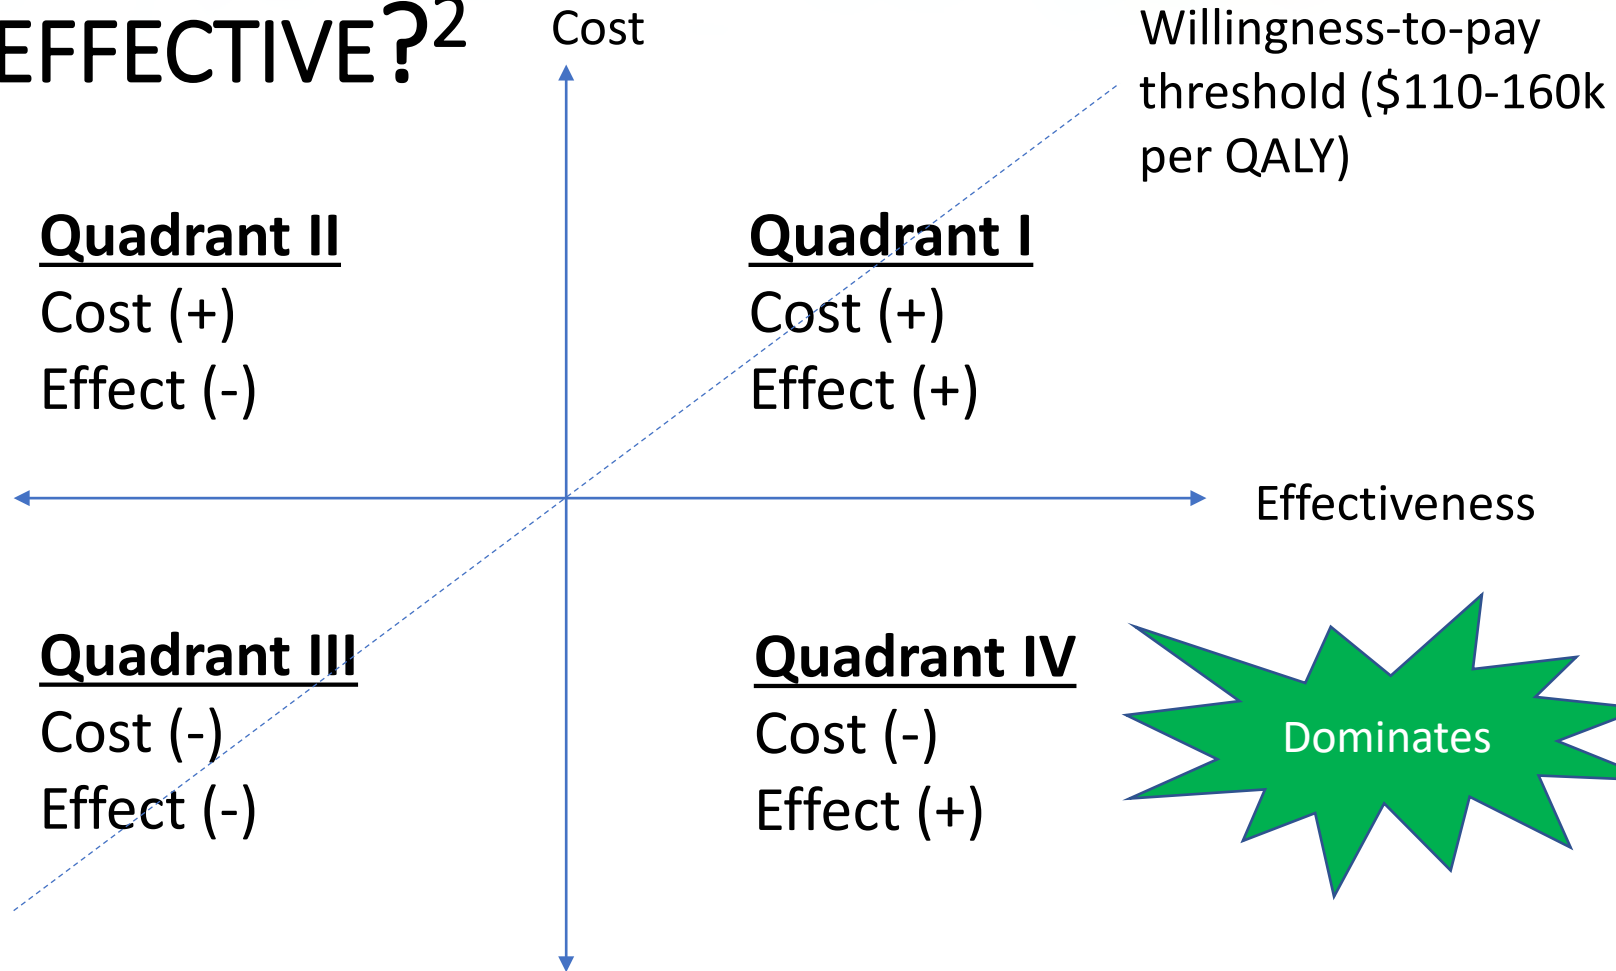 EFFECTIVE?2
Cost
Willingness-to-pay
threshold ($110-160k
per QALY)
Quadrant II
Cost (+)
Effect (-)
Quadrant I
Cost (+)
Effect (+)
Effectiveness
Quadrant III
Cost (-)
Effect (-)
Quadrant IV
Cost (-)
Effect (+)
Dominates